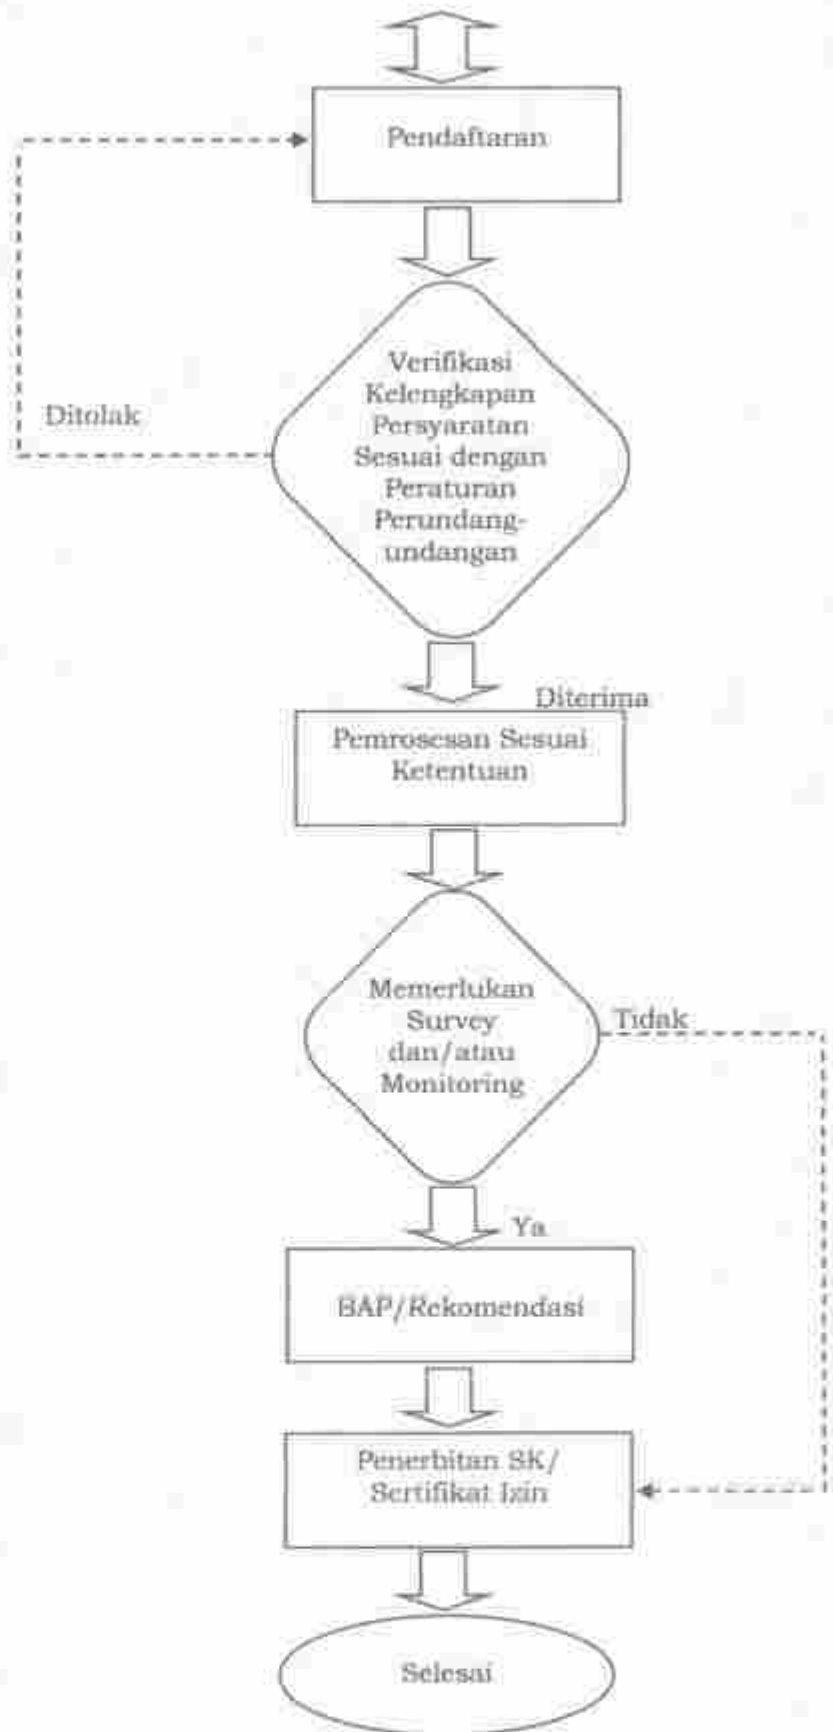 Pendaftaran
Verifikasi
Kelengkapan
Persyaratan
Sesuai dengan
Peraturan
Perundang-
undangan
Ditolak
Diterima
Pemrosesan Sesuai
Ketentuan
Memerlukan
Survey
dan/atau
Monitoring
Tidak
Ya
BAP/Rekomendasi
Penerbitan SK/
Sertifikat Izin
Selesai